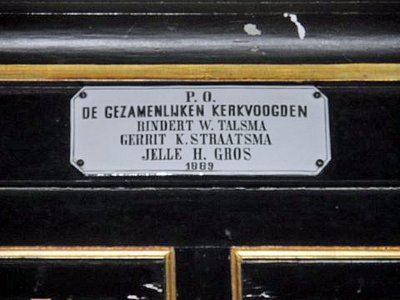 P. O.
DE GEZAMENLIJKEN KERKVOOGDEN
RINDERT W. TALSMA
GERRIT K. STRAATSMA
JELLE H. GROS
1889